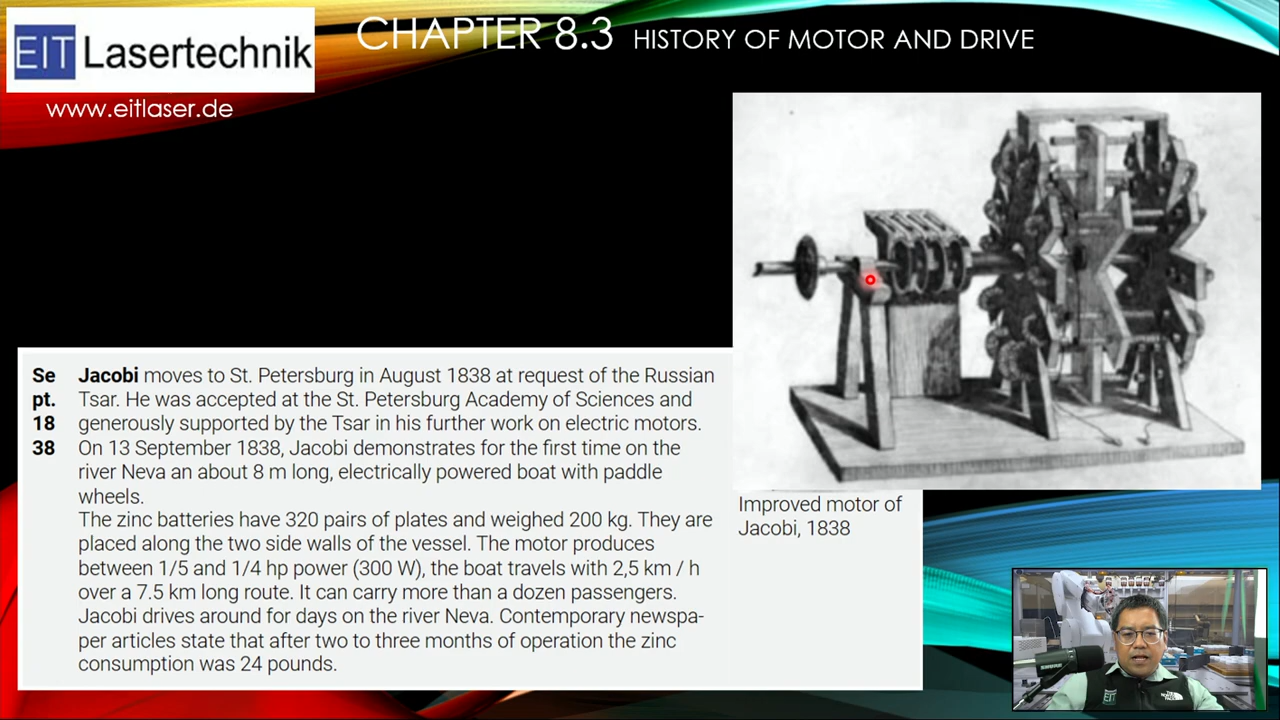 EIT Lasertechnik
www.eitlaser.de
CHAPTER 8.3 HISTORY OF MOTOR AND DRIVE
Se
pt.
18
38
Jacobi moves to St. Petersburg in August 1838 at request of the Russian
Tsar. He was accepted at the St. Petersburg Academy of Sciences and
generously supported by the Tsar in his further work on electric motors.
On 13 September 1838, Jacobi demonstrates for the first time on the
river Neva an about 8 m long, electrically powered boat with paddle
wheels.
The zinc batteries have 320 pairs of plates and weighed 200 kg. They are
placed along the two side walls of the vessel. The motor produces
between 1/5 and 1/4 hp power (300 W), the boat travels with 2,5 km / h
over a 7.5 km long route. It can carry more than a dozen passengers.
Jacobi drives around for days on the river Neva. Contemporary newspa-
per articles state that after two to three months of operation the zinc
consumption was 24 pounds.
Improved motor of
Jacobi, 1838
SHURE
EIT
THE
NORTH
FACE